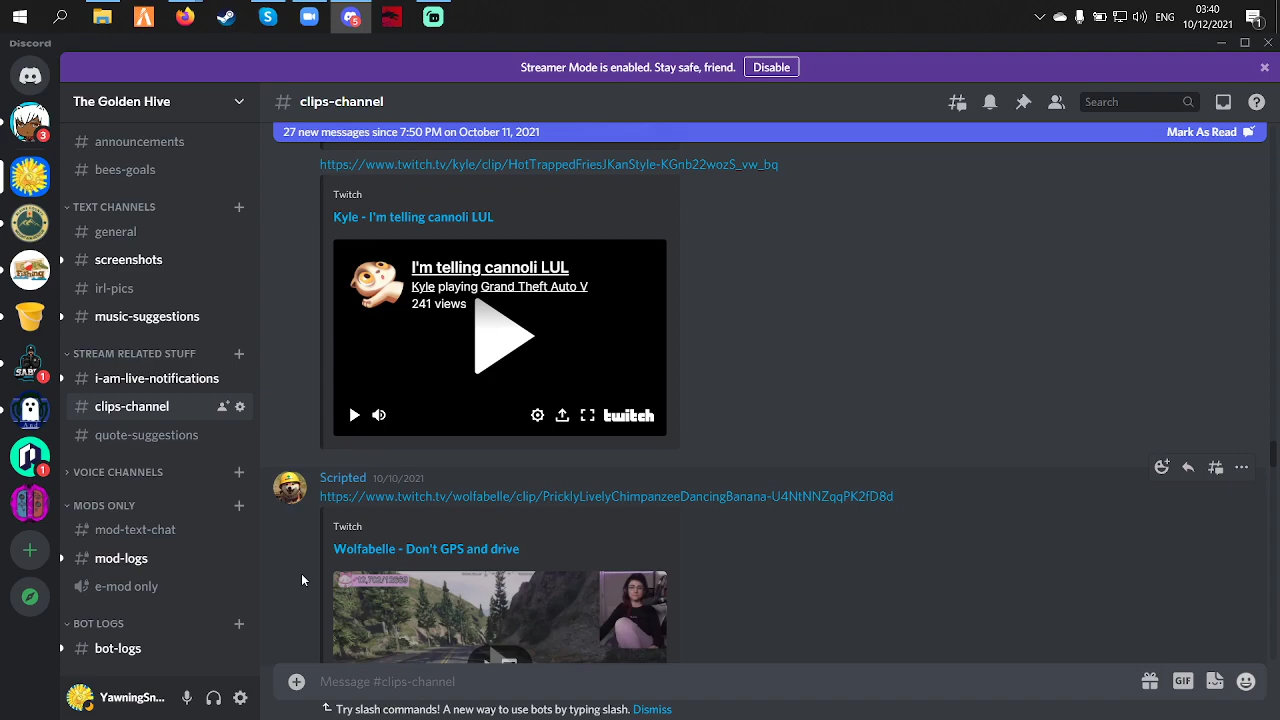 03:40
ENG
10/12/2021
1
5
Discord
Streamer Mode is enabled. Stay safe, friend.
Disable
The Golden Hive
clips-channel
Search
27 new messages since 7:50 PM on October 11, 2021
Mark As Read
announcements
bees-goals
TEXT CHANNELS
general
screenshots
irl-pics
music-suggestions
STREAM RELATED STUFF
i-am-live-notifications
clips-channel
quote-suggestions
VOICE CHANNELS
MODS ONLY
mod-text-chat
mod-logs
e-mod only
BOT LOGS
bot-logs
YawningSn...
3
1
1
https://www.twitch.tv/kyle/clip/HotTrappedFriesJKanStyle-KGnb22wozS_vw_bq
Twitch
Kyle - I'm telling cannoli LUL
I'm telling cannoli LUL
Kyle playing Grand Theft Auto V
241 views
twitch
Scripted 10/10/2021
https://www.twitch.tv/wolfabelle/clip/PricklyLivelyChimpanzeeDancingBanana-U4NtNNZqqPK2fD8d
Twitch
Wolfabelle - Don't GPS and drive
Message #clips-channel
GIF
Try slash commands! A new way to use bots by typing slash. Dismiss